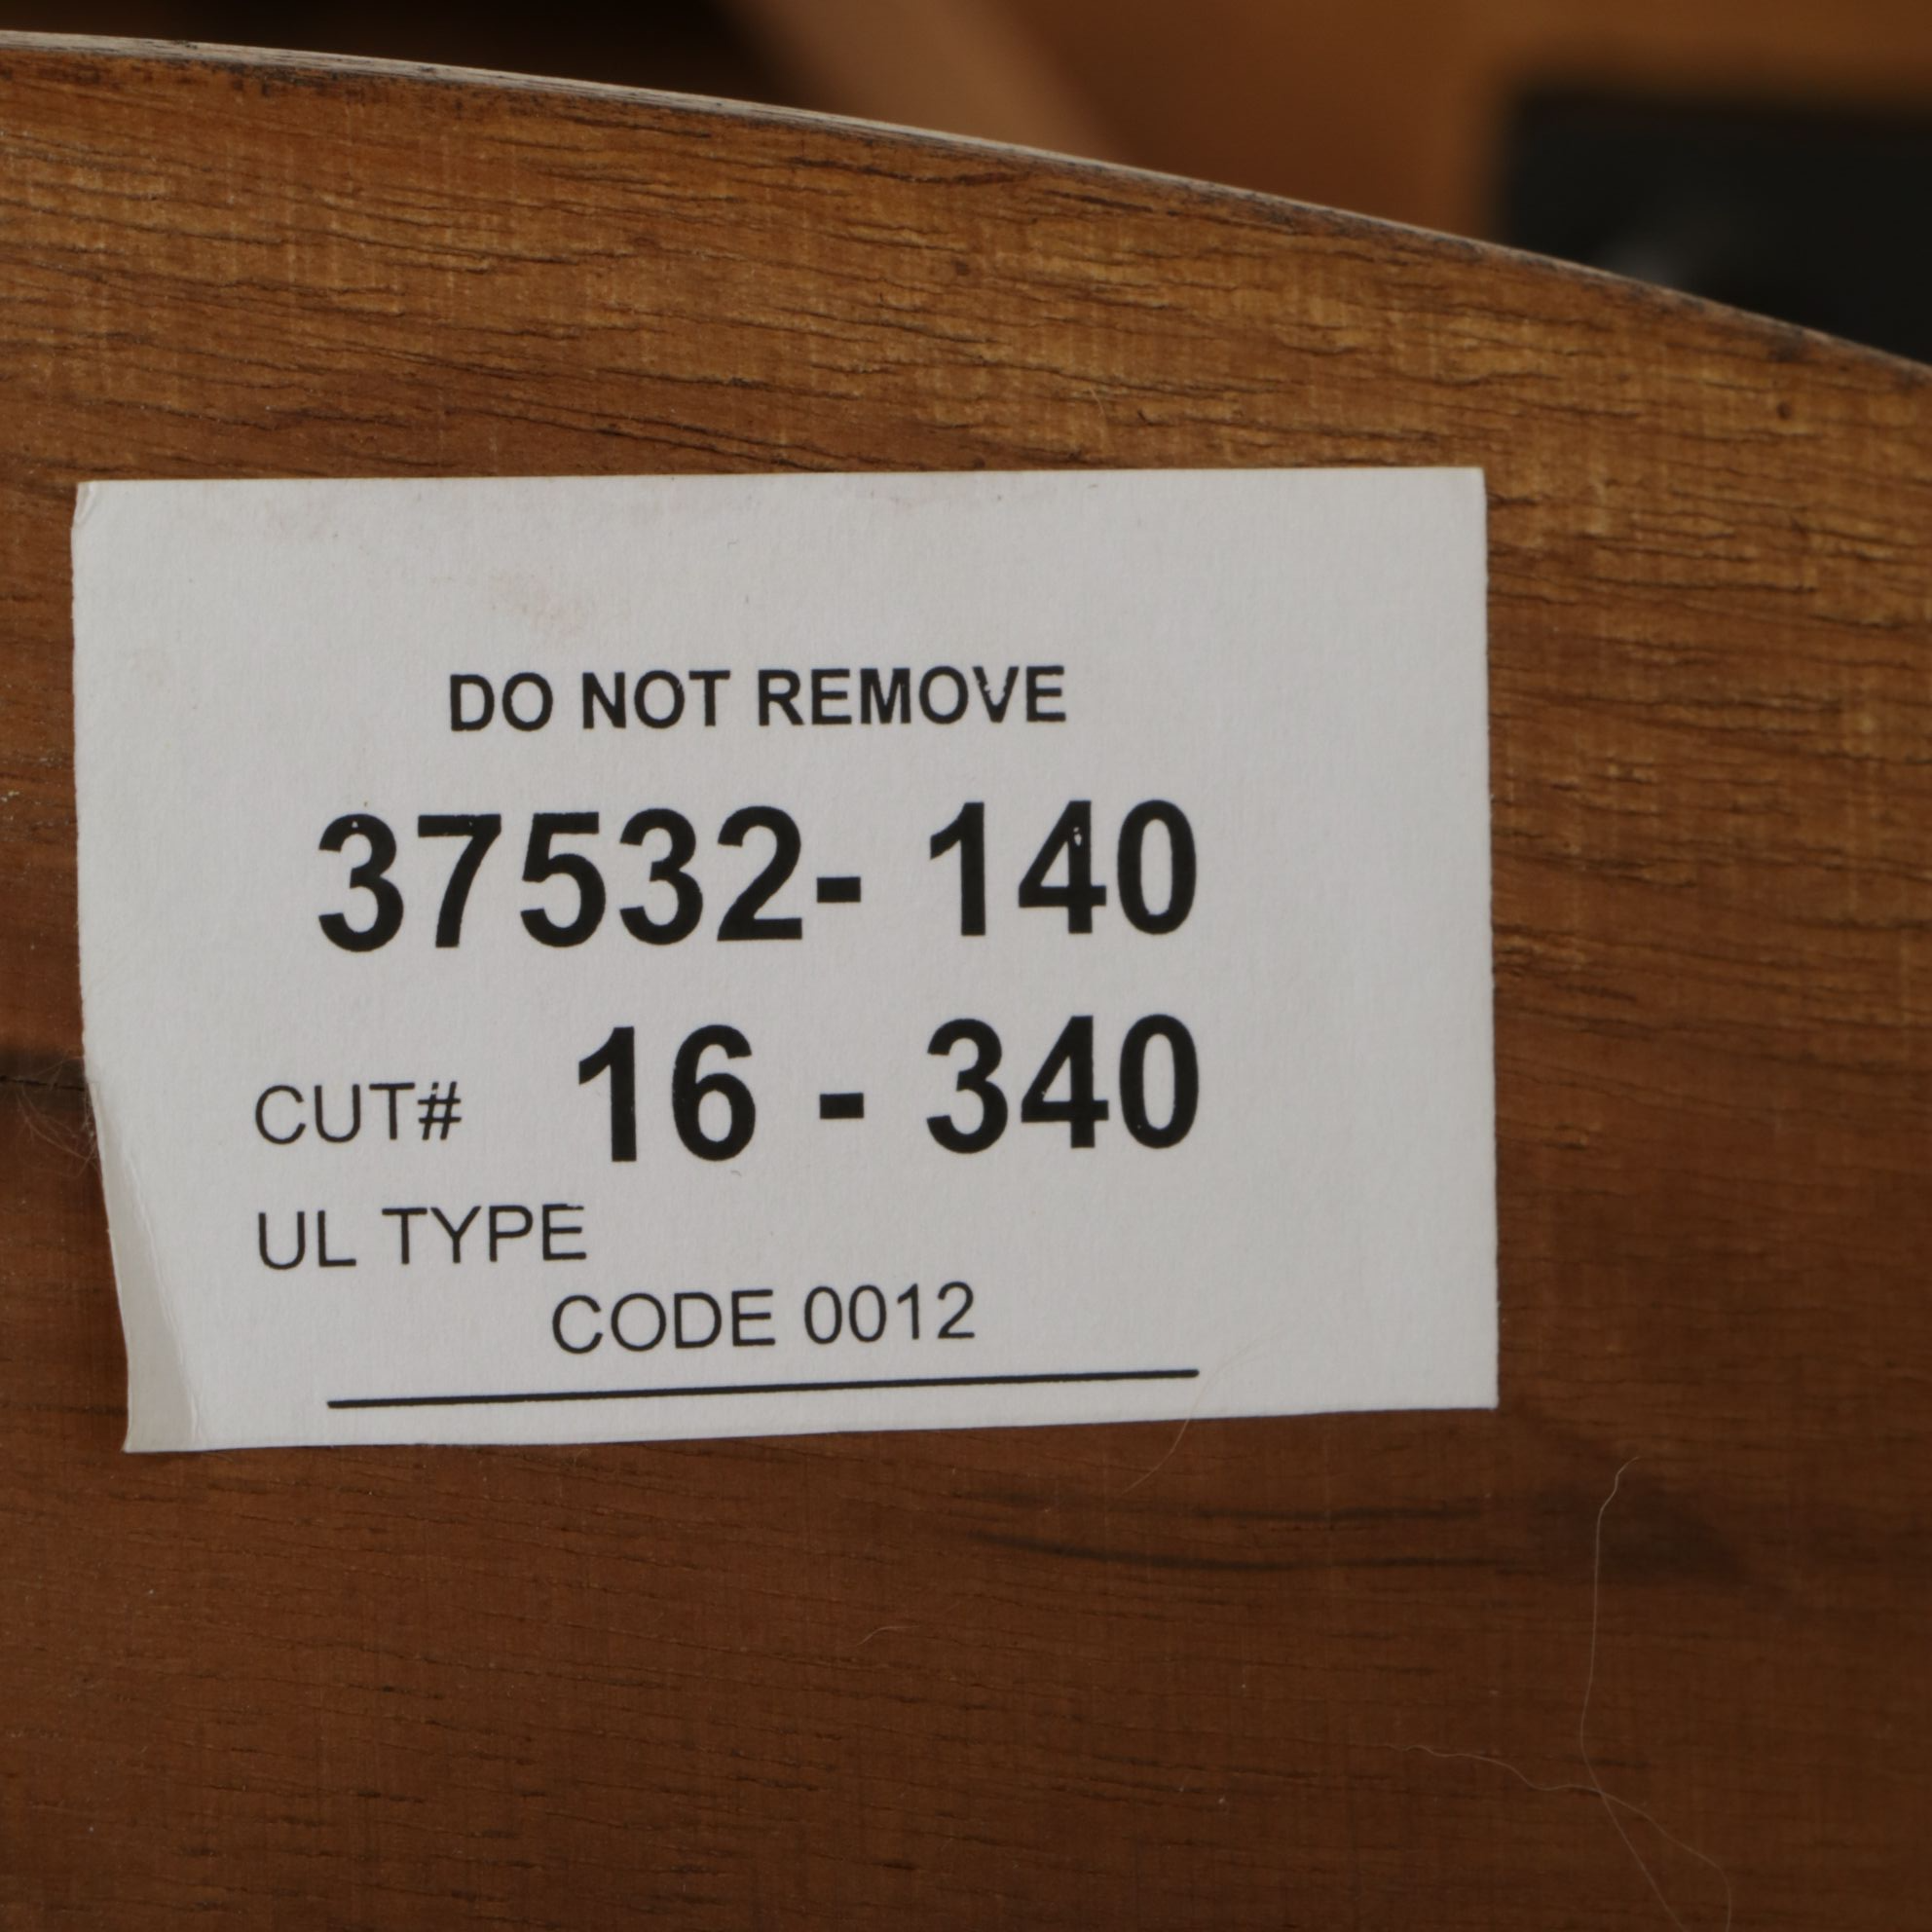 DO NOT REMOVE
37532- 140
CUT# 16 - 340
UL TYPE
CODE 0012